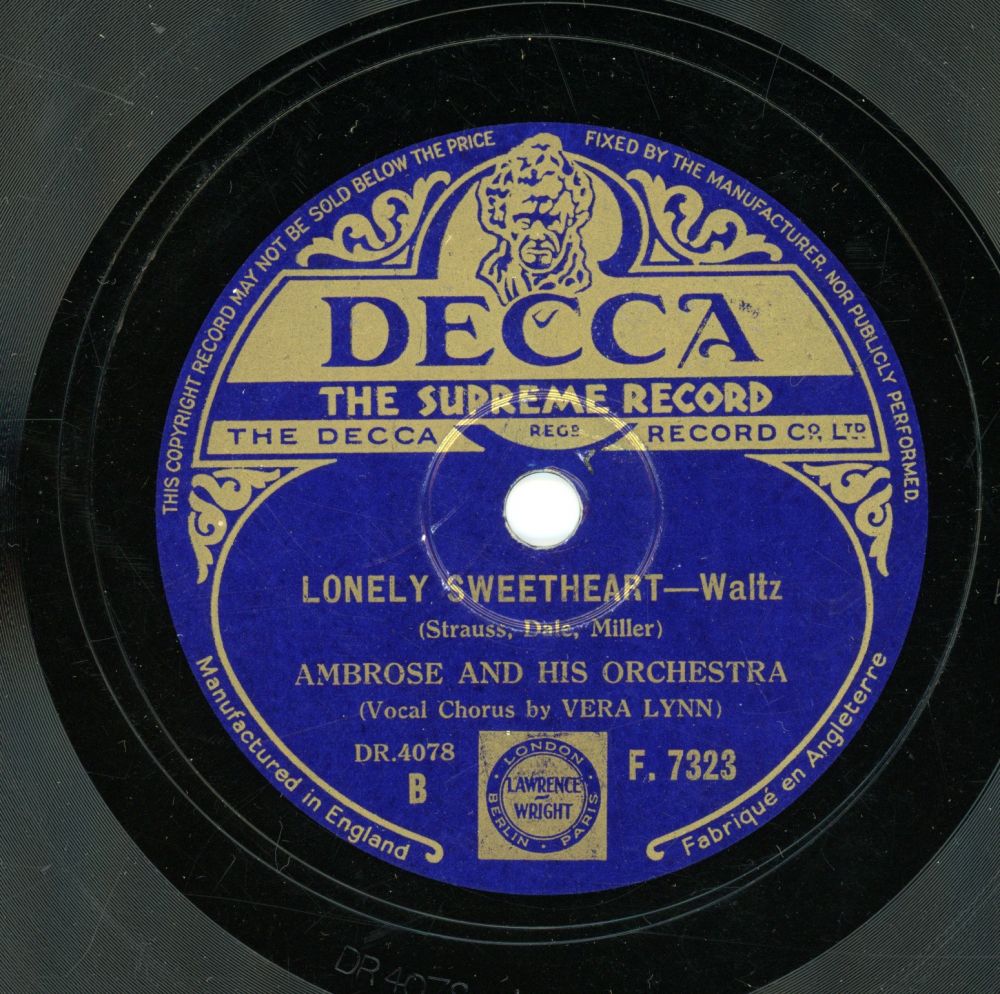 THIS COPYRIGHT RECORD MAY NOT BE SOLD BELOW THE PRICE FIXED BY THE MANUFACTURER, NOR PUBLICLY PERFORMED.
DECCA
THE SUPREME RECORD
THE DECCA REGD RECORD CO., LTD.
LONELY SWEETHEART—Waltz
(Strauss, Dale, Miller)
AMBROSE AND HIS ORCHESTRA
(Vocal Chorus by VERA LYNN)
DR.4078
B
F. 7323
LONDON
LAWRENCE
WRIGHT
BERLIN · PARIS
Manufactured in England
Fabriqué en Angleterre
DR 4078